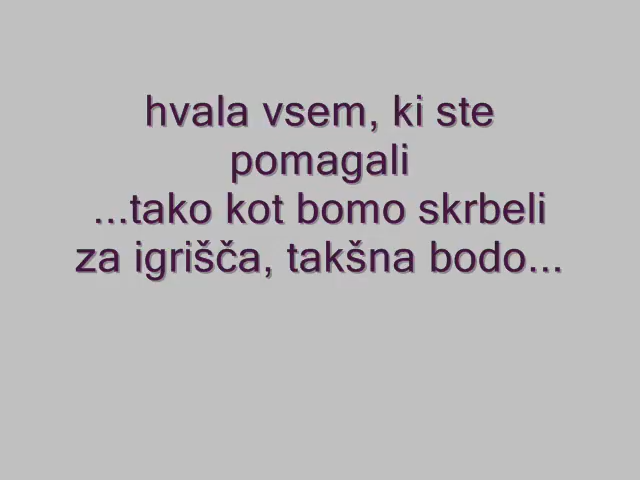 hvala vsem, ki ste
pomagali
...tako kot bomo skrbeli
za igrišča, takšna bodo...